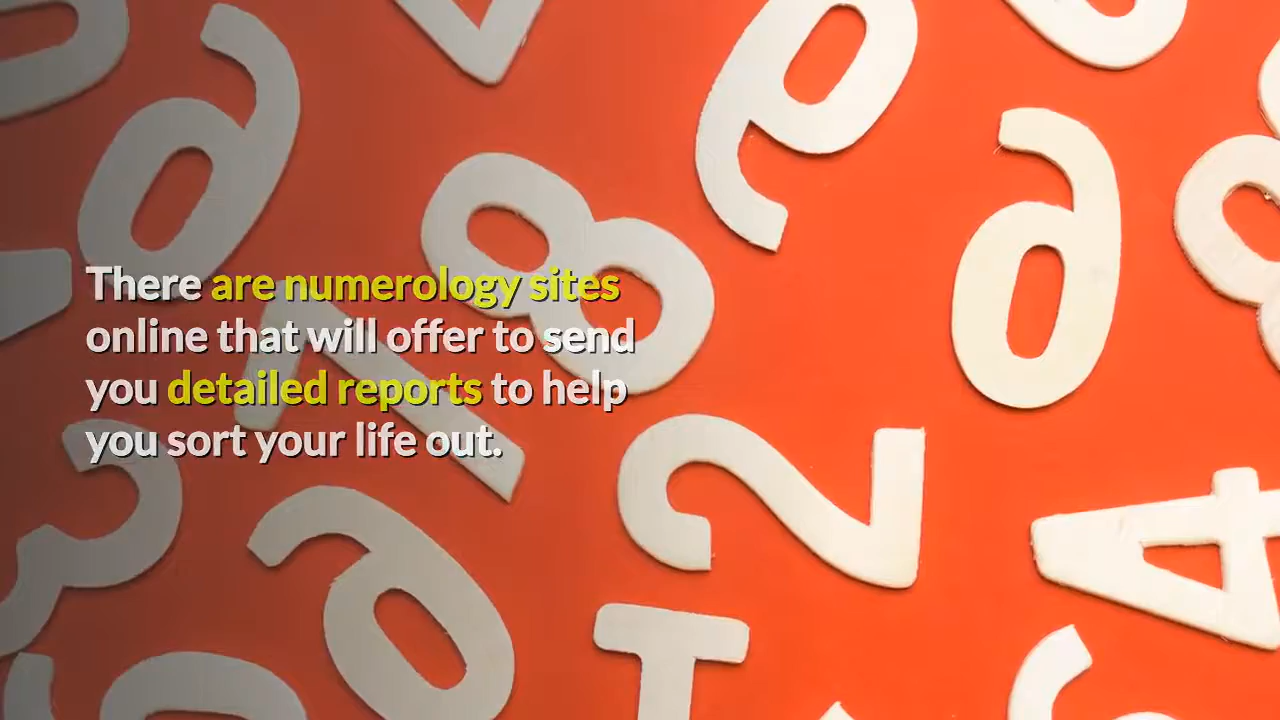 There are numerology sites
online that will offer to send
you detailed reports to help
you sort your life out.